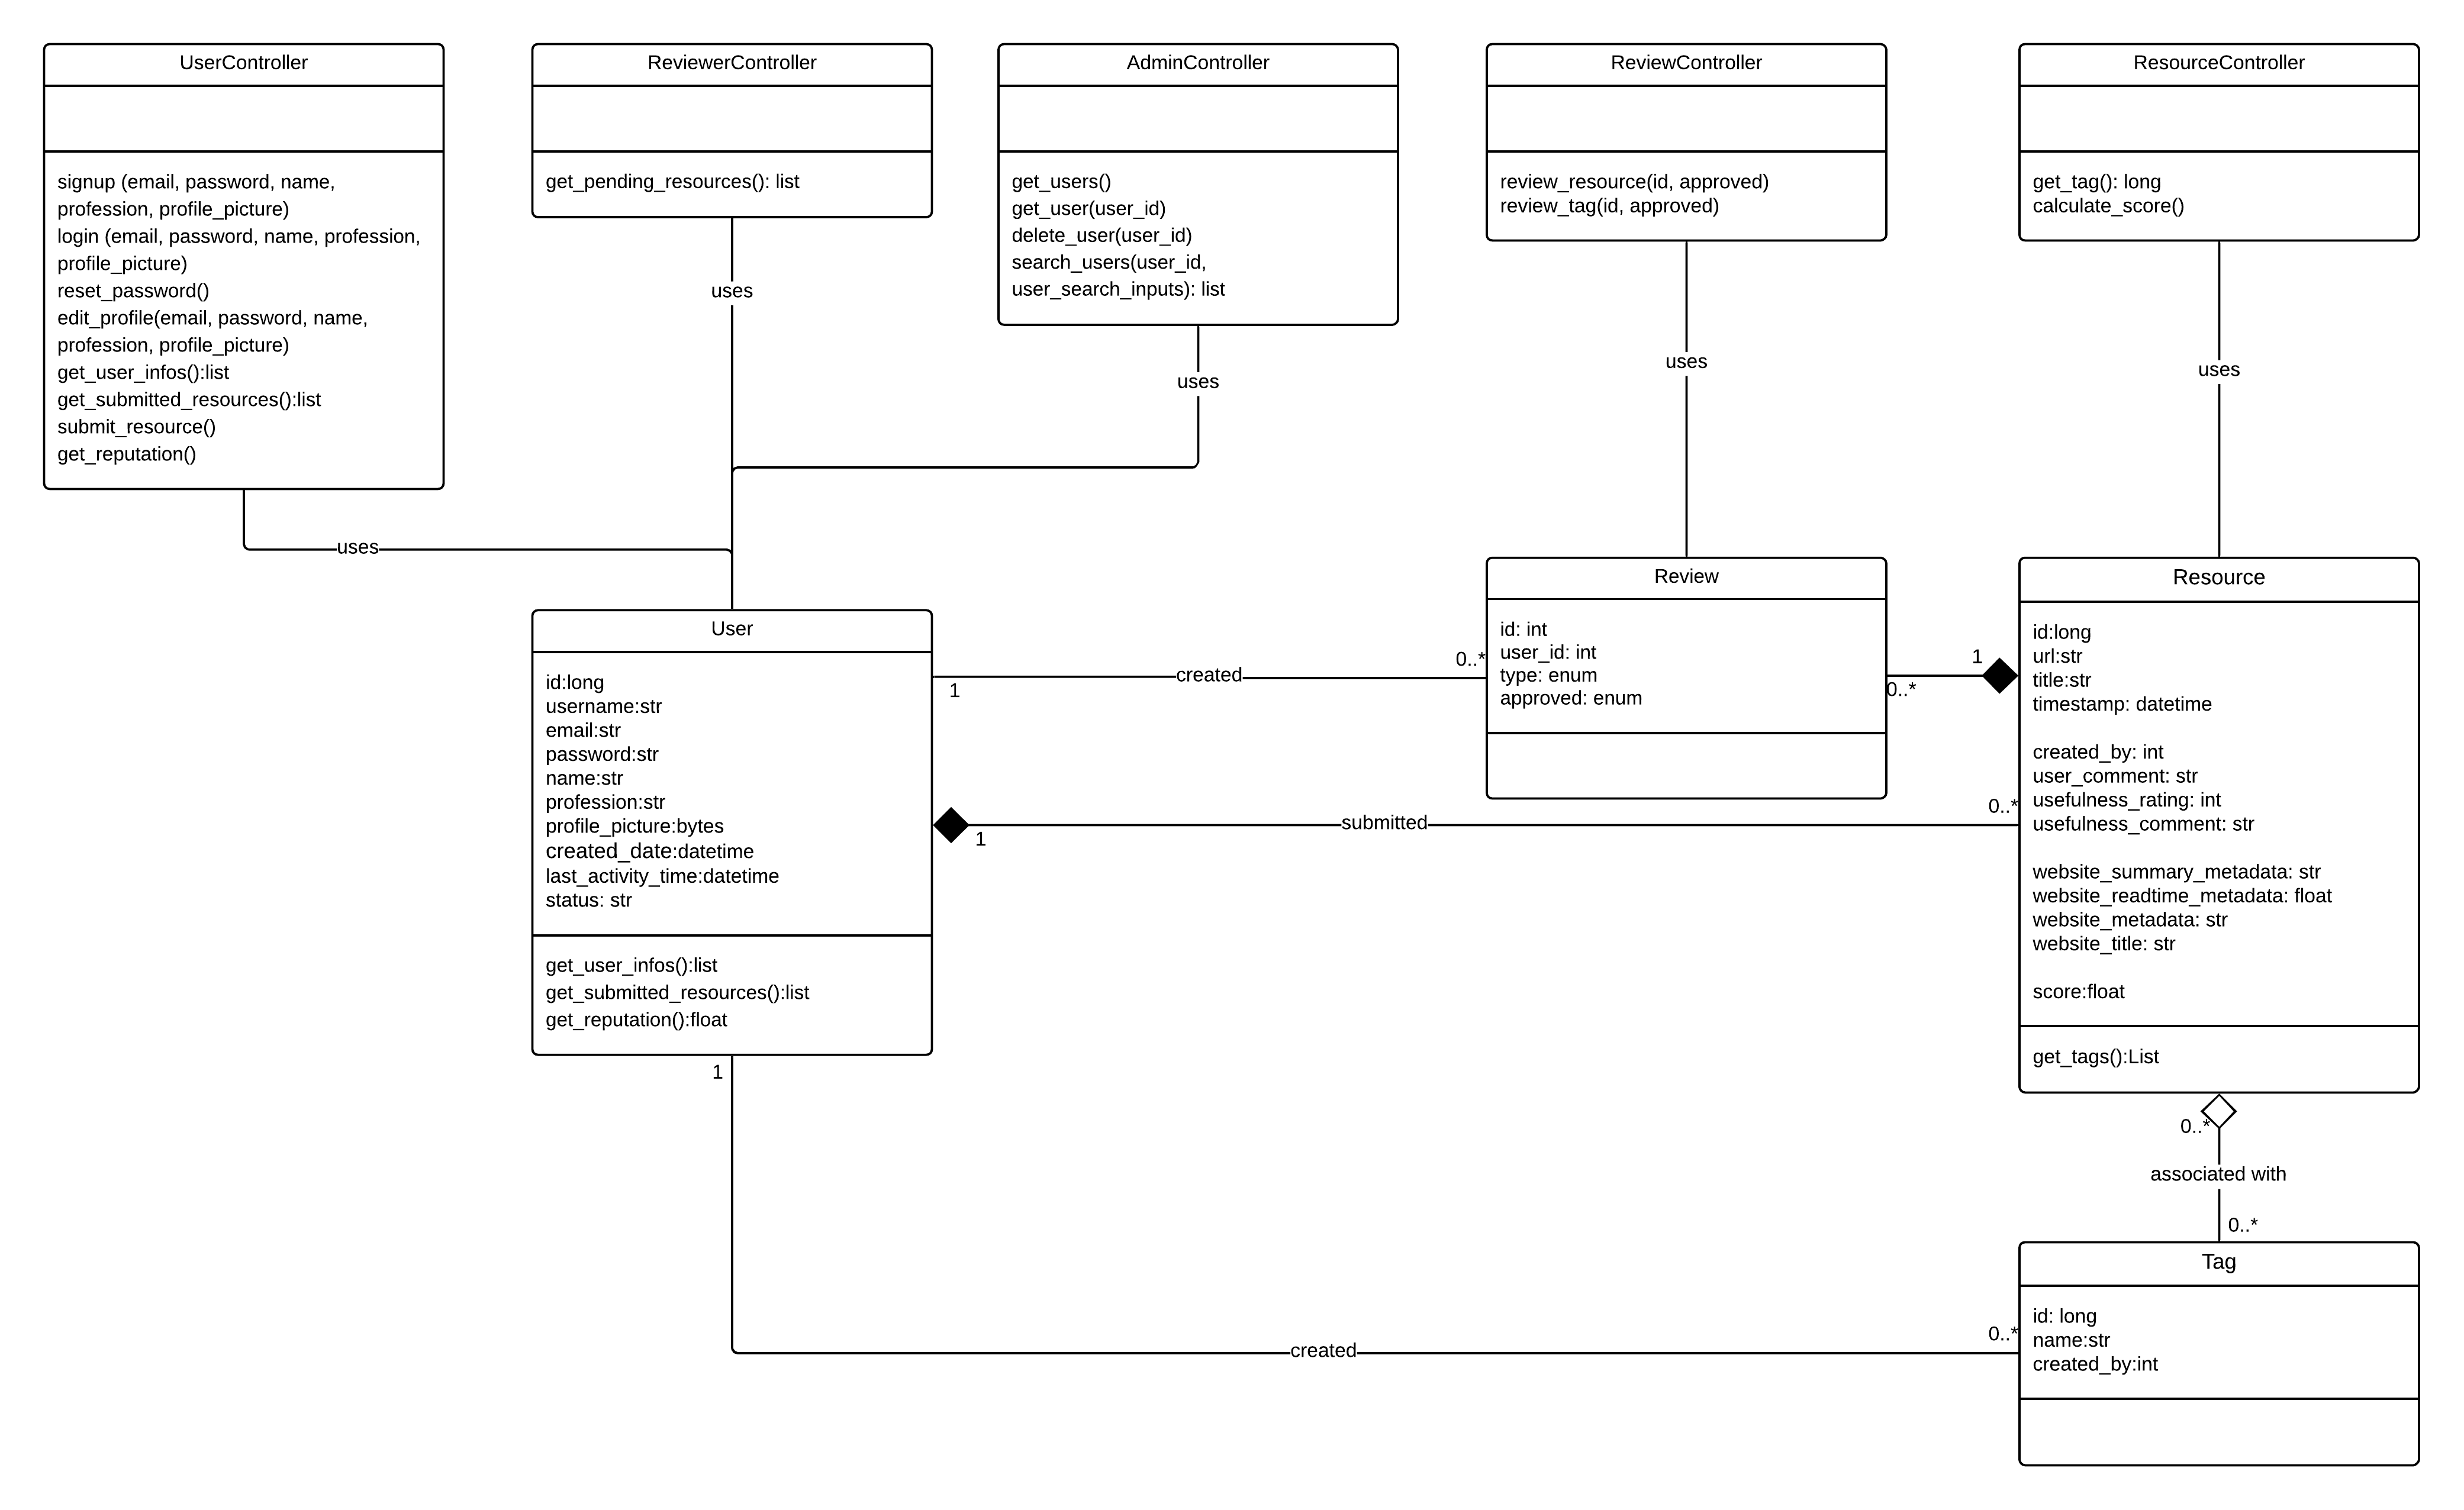 UserController
signup (email, password, name,
profession, profile_picture)
login (email, password, name, profession,
profile_picture)
reset_password()
edit_profile(email, password, name,
profession, profile_picture)
get_user_infos():list
get_submitted_resources():list
submit_resource()
get_reputation()
ReviewerController
get_pending_resources(): list
AdminController
get_users()
get_user(user_id)
delete_user(user_id)
search_users(user_id,
user_search_inputs): list
ReviewController
review_resource(id, approved)
review_tag(id, approved)
ResourceController
get_tag(): long
calculate_score()
uses
uses
uses
uses
uses
User
id:long
username:str
email:str
password:str
name:str
profession:str
profile_picture:bytes
created_date:datetime
last_activity_time:datetime
status: str
get_user_infos():list
get_submitted_resources():list
get_reputation():float
1
created
0..*
Review
id: int
user_id: int
type: enum
approved: enum
0..*
1
Resource
id:long
url:str
title:str
timestamp: datetime
created_by: int
user_comment: str
usefulness_rating: int
usefulness_comment: str
website_summary_metadata: str
website_readtime_metadata: float
website_metadata: str
website_title: str
score:float
get_tags():List
1
submitted
0..*
0..*
associated with
0..*
1
created
0..*
Tag
id: long
name:str
created_by:int